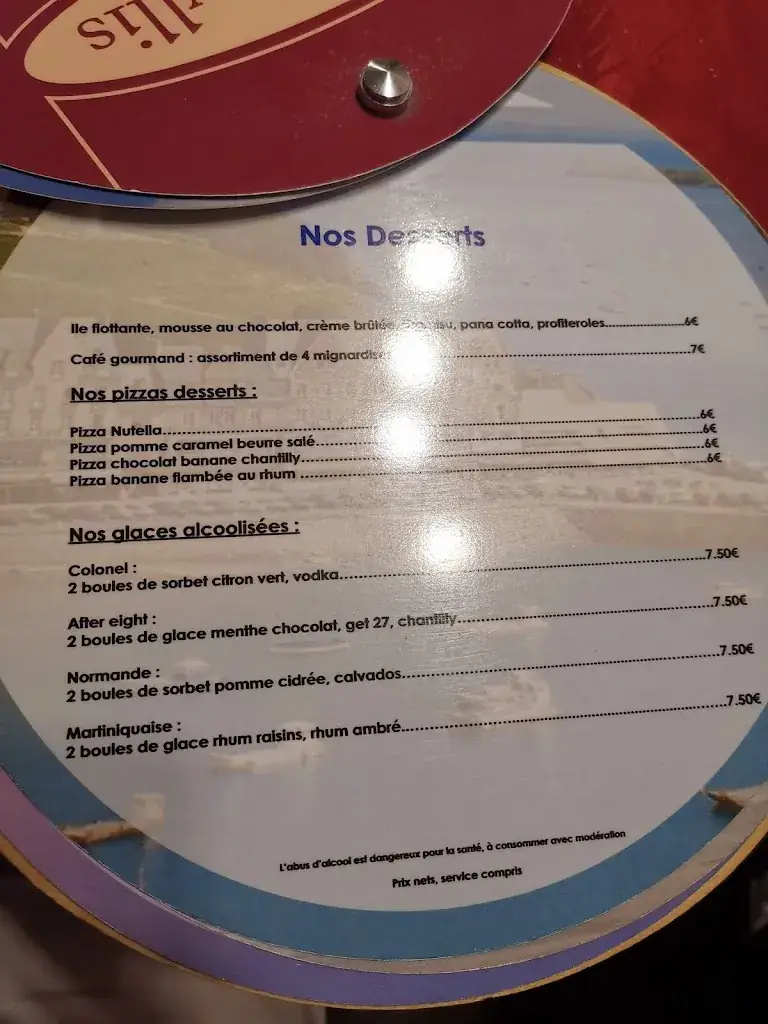 llis
Nos Desserts
Ile flottante, mousse au chocolat, crème brûlée, pana cotta, profiteroles.....................6€
Café gourmand : assortiment de 4 mignardises.....................7€
Nos pizzas desserts :
Pizza Nutella.....................6€
Pizza pomme caramel beurre salé.....................6€
Pizza chocolat banane chantilly.....................6€
Pizza banane flambée au rhum .....................6€
Nos glaces alcoolisées :
Colonel :
2 boules de sorbet citron vert, vodka.....................7.50€
After eight :
2 boules de glace menthe chocolat, get 27, chantilly.....................7.50€
Normande :
2 boules de sorbet pomme cidrée, calvados.....................7.50€
Martiniquaise :
2 boules de glace rhum raisins, rhum ambré.....................7.50€
L'abus d'alcool est dangereux pour la santé, à consommer avec modération
Prix nets, service compris